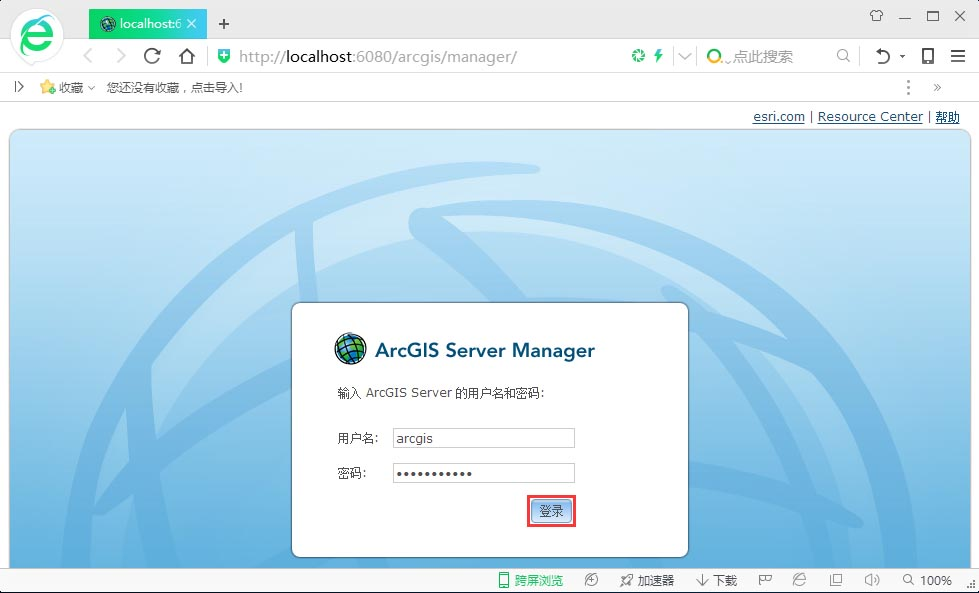 localhost:6
http://localhost:6080/arcgis/manager/
点此搜索
收藏 您还没有收藏，点击导入!
esri.com | Resource Center | 帮助
ArcGIS Server Manager
输入 ArcGIS Server 的用户名和密码:
用户名: arcgis
密码: •••••••••••
登录
跨屏浏览 加速器 下载 100%